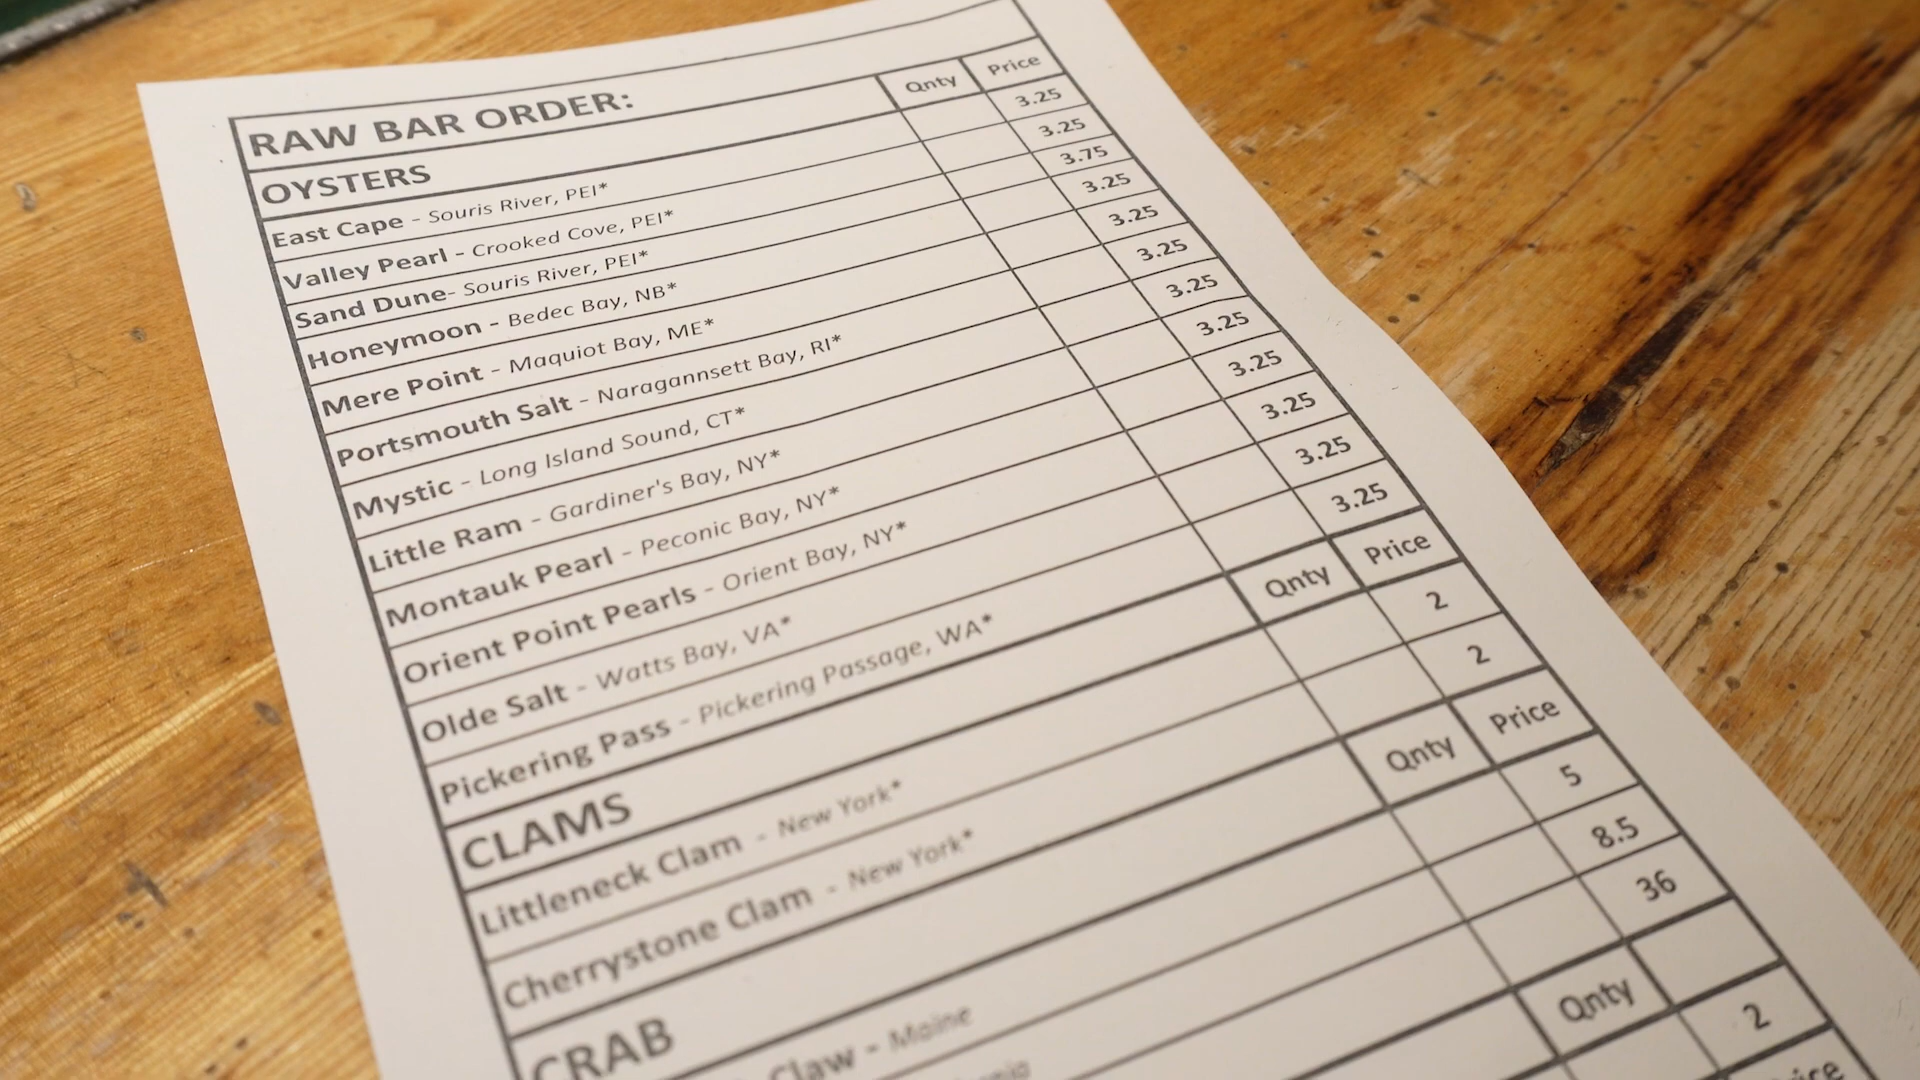 RAW BAR ORDER:
OYSTERS Qnty Price
East Cape - Souris River, PEI* 3.25
Valley Pearl - Crooked Cove, PEI* 3.25
Sand Dune- Souris River, PEI* 3.75
Honeymoon - Bedec Bay, NB* 3.25
Mere Point - Maquiot Bay, ME* 3.25
Portsmouth Salt - Naragannsett Bay, RI* 3.25
Mystic - Long Island Sound, CT* 3.25
Little Ram - Gardiner's Bay, NY* 3.25
Montauk Pearl - Peconic Bay, NY* 3.25
Orient Point Pearls - Orient Bay, NY* 3.25
Olde Salt - Watts Bay, VA* 3.25
Pickering Pass - Pickering Passage, WA* 3.25
CLAMS Qnty Price
Littleneck Clam - New York* 2
Cherrystone Clam - New York* 2
CRAB Qnty Price
Claw - Maine 5
8.5
36
Qnty
2